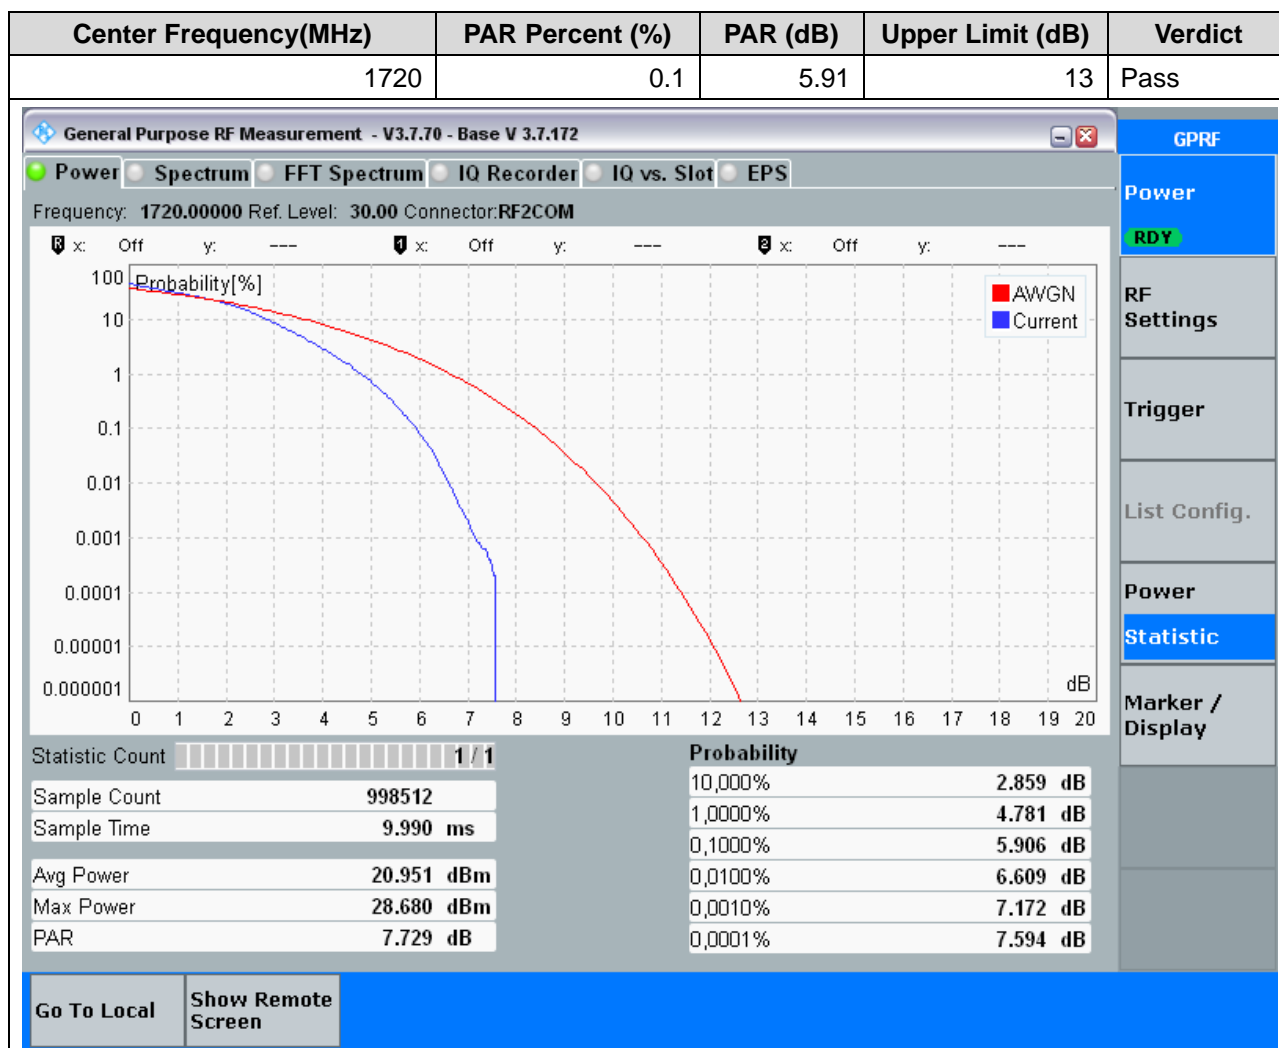 Center Frequency(MHz) PAR Percent (%) PAR (dB) Upper Limit (dB) Verdict
1720 0.1 5.91 13 Pass
General Purpose RF Measurement - V3.7.70 - Base V 3.7.172
GPRF
Power Spectrum FFT Spectrum IQ Recorder IQ vs. Slot EPS
Frequency: 1720.00000 Ref. Level: 30.00 Connector:RF2COM
R x: Off y: --- 1 x: Off y: --- 2 x: Off y: ---
Probability[%]
AWGN
Current
100
10
1
0.1
0.01
0.001
0.0001
0.00001
0.000001
dB
0 1 2 3 4 5 6 7 8 9 10 11 12 13 14 15 16 17 18 19 20
Statistic Count 1 / 1
Sample Count 998512
Sample Time 9.990 ms
Avg Power 20.951 dBm
Max Power 28.680 dBm
PAR 7.729 dB
Probability
10,000% 2.859 dB
1,0000% 4.781 dB
0,1000% 5.906 dB
0,0100% 6.609 dB
0,0010% 7.172 dB
0,0001% 7.594 dB
Power
RDY
RF
Settings
Trigger
List Config.
Power
Statistic
Marker /
Display
Go To Local
Show Remote
Screen